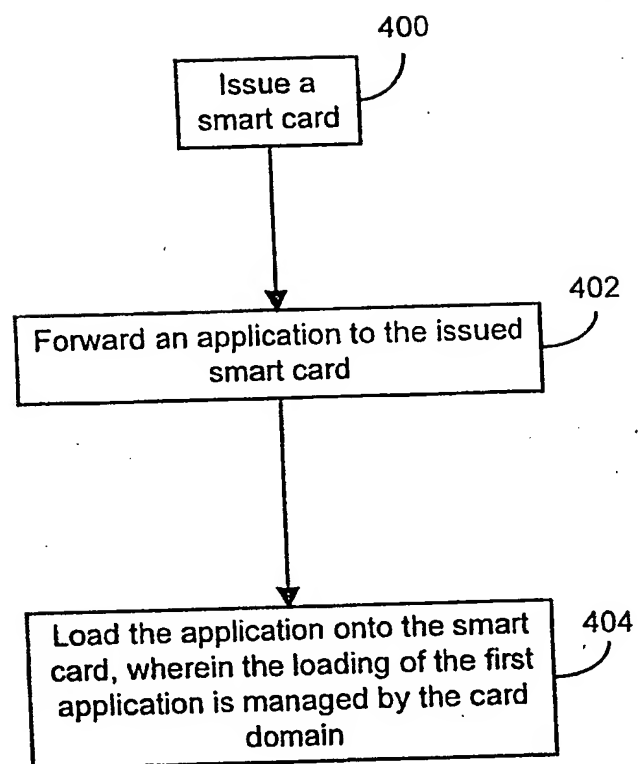 400
Issue a
smart card
402
Forward an application to the issued
smart card
Load the application onto the smart
card, wherein the loading of the first
application is managed by the card
domain
404